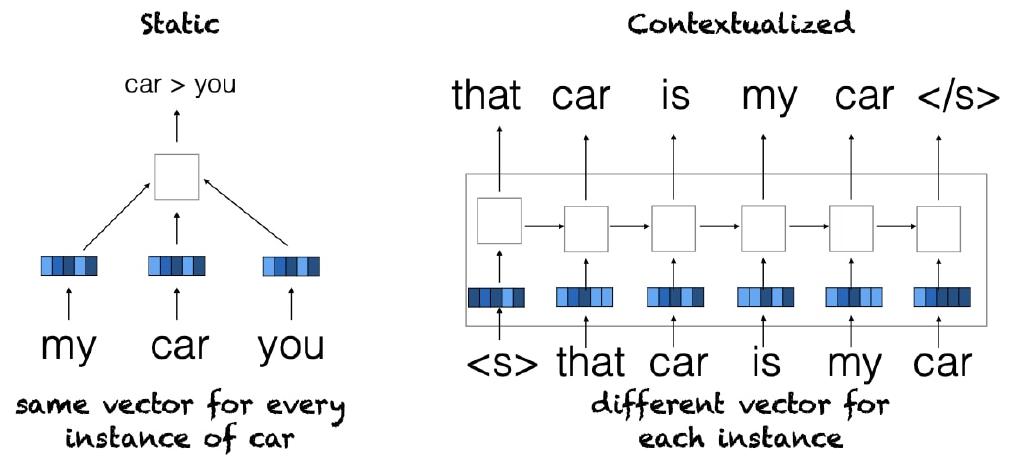 Static
car > you
my car you
same vector for every
instance of car
Contextualized
that car is my car </s>
<s> that car is my car
different vector for
each instance